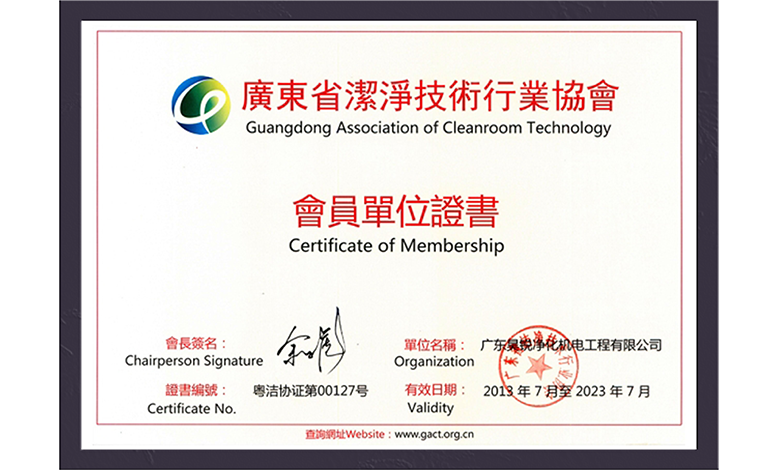 廣東省潔淨技術行業協會
Guangdong Association of Cleanroom Technology
會員單位證書
Certificate of Membership
會長簽名：
Chairperson Signature
單位名稱：
Organization
广东昊锐净化机电工程有限公司
證書編號：
Certificate No.
粤洁协证第00127号
有效日期：
Validity
2013 年 7 月至 2023 年 7 月
查詢網址Website：www.gact.org.cn